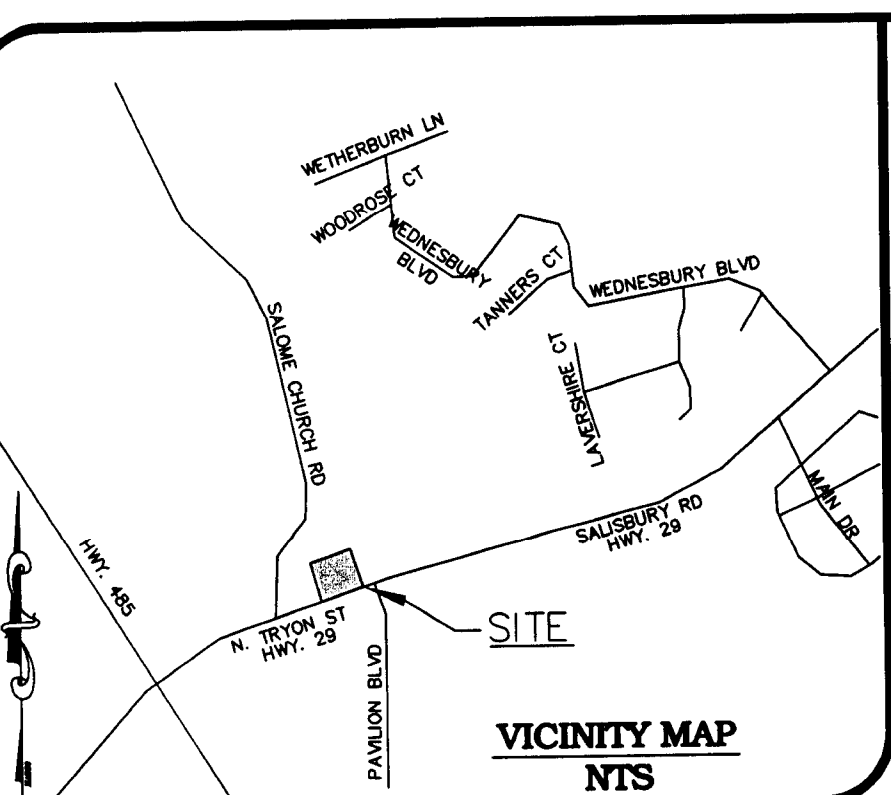 WETHERBURN LN
WOODROSE CT
WEDNESBURY
BLVD
TANNERS CT
WEDNESBURY BLVD
SALOME CHURCH RD
LAVERSHIRE CT
MAIN DR
SALISBURY RD
HWY. 29
HWY. 485
N. TRYON ST
HWY. 29
SITE
PAVILION BLVD
VICINITY MAP
NTS